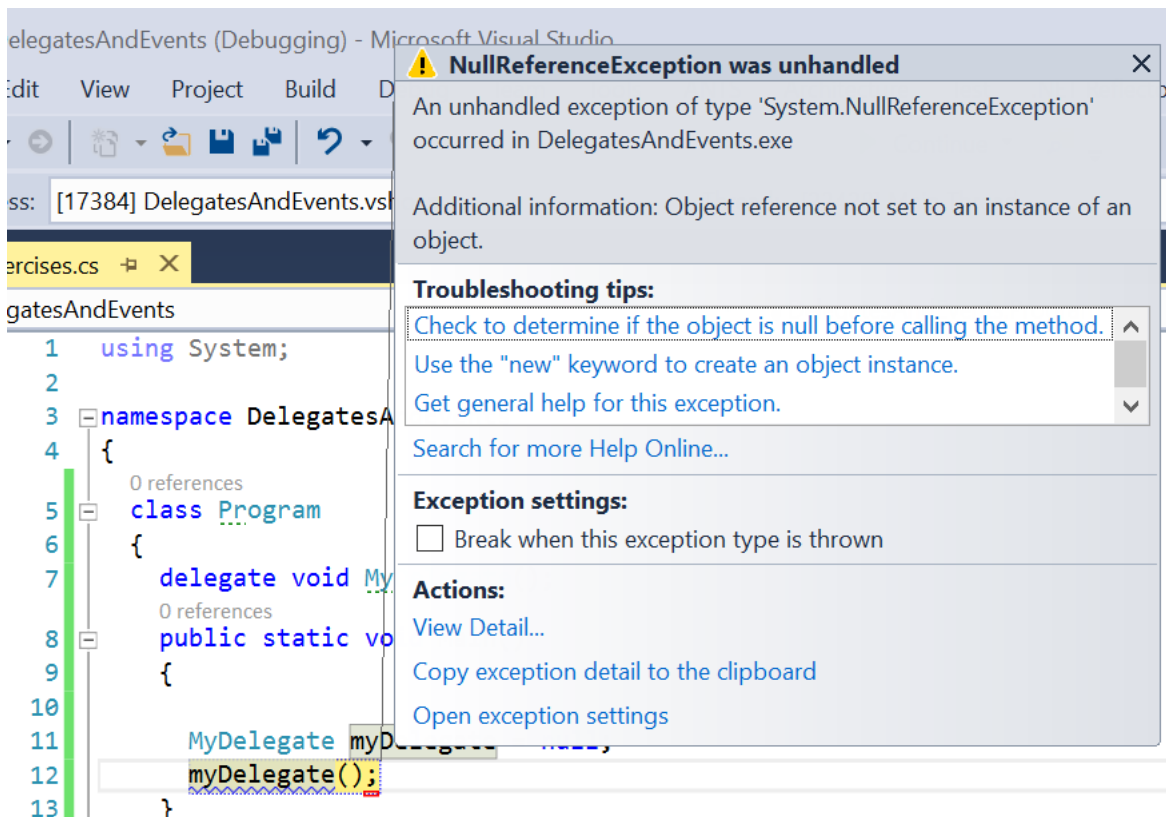 elegatesAndEvents (Debugging) - Microsoft Visual Studio
Edit View Project Build D
ss: [17384] DelegatesAndEvents.vsh
ercises.cs
gatesAndEvents
NullReferenceException was unhandled
An unhandled exception of type 'System.NullReferenceException'
occurred in DelegatesAndEvents.exe
Additional information: Object reference not set to an instance of an
object.
Troubleshooting tips:
Check to determine if the object is null before calling the method.
Use the "new" keyword to create an object instance.
Get general help for this exception.
Search for more Help Online...
Exception settings:
Break when this exception type is thrown
Actions:
View Detail...
Copy exception detail to the clipboard
Open exception settings
1 using System;
2
3 namespace DelegatesA
4 {
0 references
5 class Program
6 {
7 delegate void My
0 references
8 public static vo
9 {
10
11 MyDelegate myDelegate = null;
12 myDelegate();
13 }